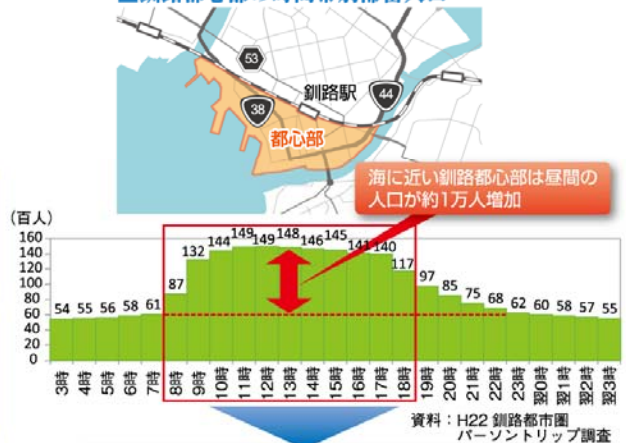 53
釧路駅
44
38
都心部
海に近い釧路都心部は昼間の
人口が約1万人増加
(百人)
160
140
120
100
80
60
40
20
0
54 55 56 58 61 87 132 144 149 149 148 146 145 141 140 117 97 85 75 68 62 60 58 57 55
3時 4時 5時 6時 7時 8時 9時 10時 11時 12時 13時 14時 15時 16時 17時 18時 19時 20時 21時 22時 23時 翌0時 翌1時 翌2時 翌3時
資料:H22 釧路都市圏
パーソントリップ調査